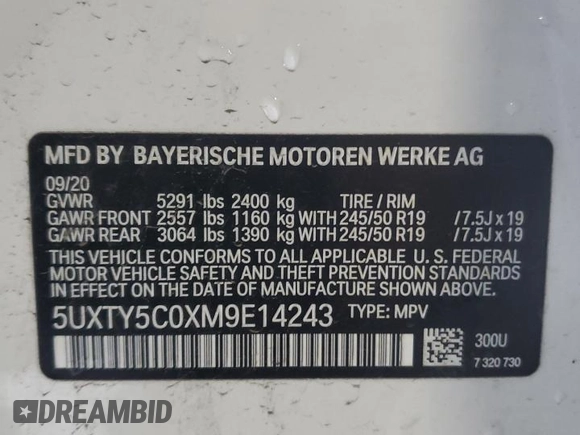 MFD BY BAYERISCHE MOTOREN WERKE AG
09/20
GVWR 5291 lbs 2400 kg TIRE / RIM
GAWR FRONT 2557 lbs 1160 kg WITH 245/50 R19 /7.5J x 19
GAWR REAR 3064 lbs 1390 kg WITH 245/50 R19 /7.5J x 19
THIS VEHICLE CONFORMS TO ALL APPLICABLE U. S. FEDERAL
MOTOR VEHICLE SAFETY AND THEFT PREVENTION STANDARDS
IN EFFECT ON THE DATE OF MANUFACTURE SHOWN ABOVE.
5UXTY5C0XM9E14243 TYPE: MPV
300U
7 320 730
DREAMBID